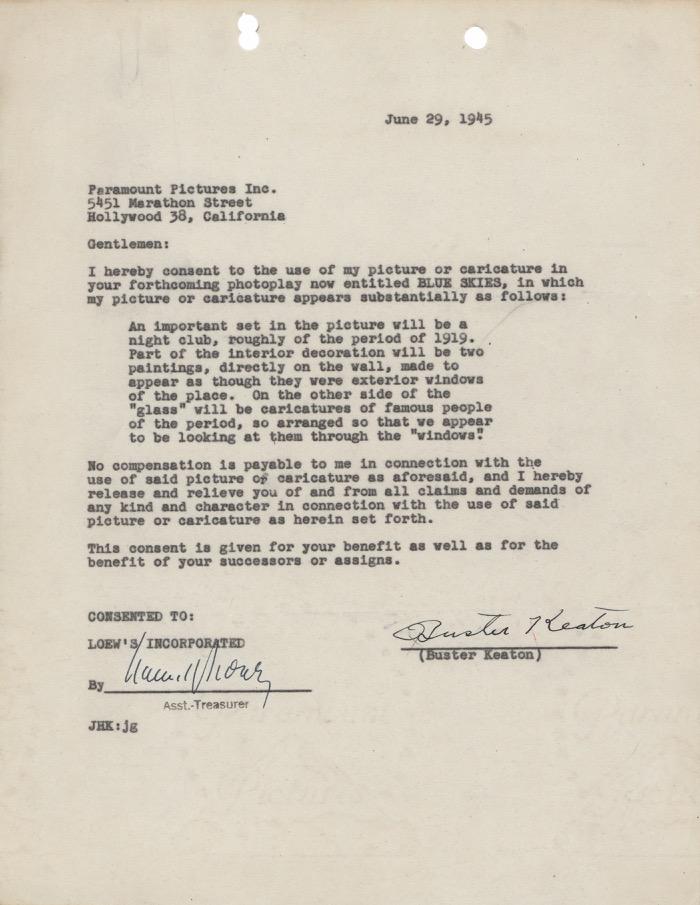 June 29, 1945
Paramount Pictures Inc.
5451 Marathon Street
Hollywood 38, California
Gentlemen:
I hereby consent to the use of my picture or caricature in
your forthcoming photoplay now entitled BLUE SKIES, in which
my picture or caricature appears substantially as follows:
An important set in the picture will be a
night club, roughly of the period of 1919.
Part of the interior decoration will be two
paintings, directly on the wall, made to
appear as though they were exterior windows
of the place.  On the other side of the
"glass" will be caricatures of famous people
of the period, so arranged so that we appear
to be looking at them through the "windows".
No compensation is payable to me in connection with the
use of said picture or caricature as aforesaid, and I hereby
release and relieve you of and from all claims and demands of
any kind and character in connection with the use of said
picture or caricature as herein set forth.
This consent is given for your benefit as well as for the
benefit of your successors or assigns.
CONSENTED TO:
LOEW'S INCORPORATED
Buster Keaton
(Buster Keaton)
By
Asst.-Treasurer
JHK:jg